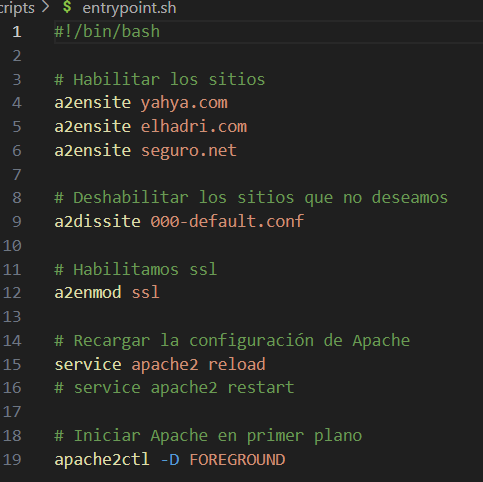 cripts > $ entrypoint.sh
1 #!/bin/bash
2
3 # Habilitar los sitios
4 a2ensite yahya.com
5 a2ensite elhadri.com
6 a2ensite seguro.net
7
8 # Deshabilitar los sitios que no deseamos
9 a2dissite 000-default.conf
10
11 # Habilitamos ssl
12 a2enmod ssl
13
14 # Recargar la configuración de Apache
15 service apache2 reload
16 # service apache2 restart
17
18 # Iniciar Apache en primer plano
19 apache2ctl -D FOREGROUND